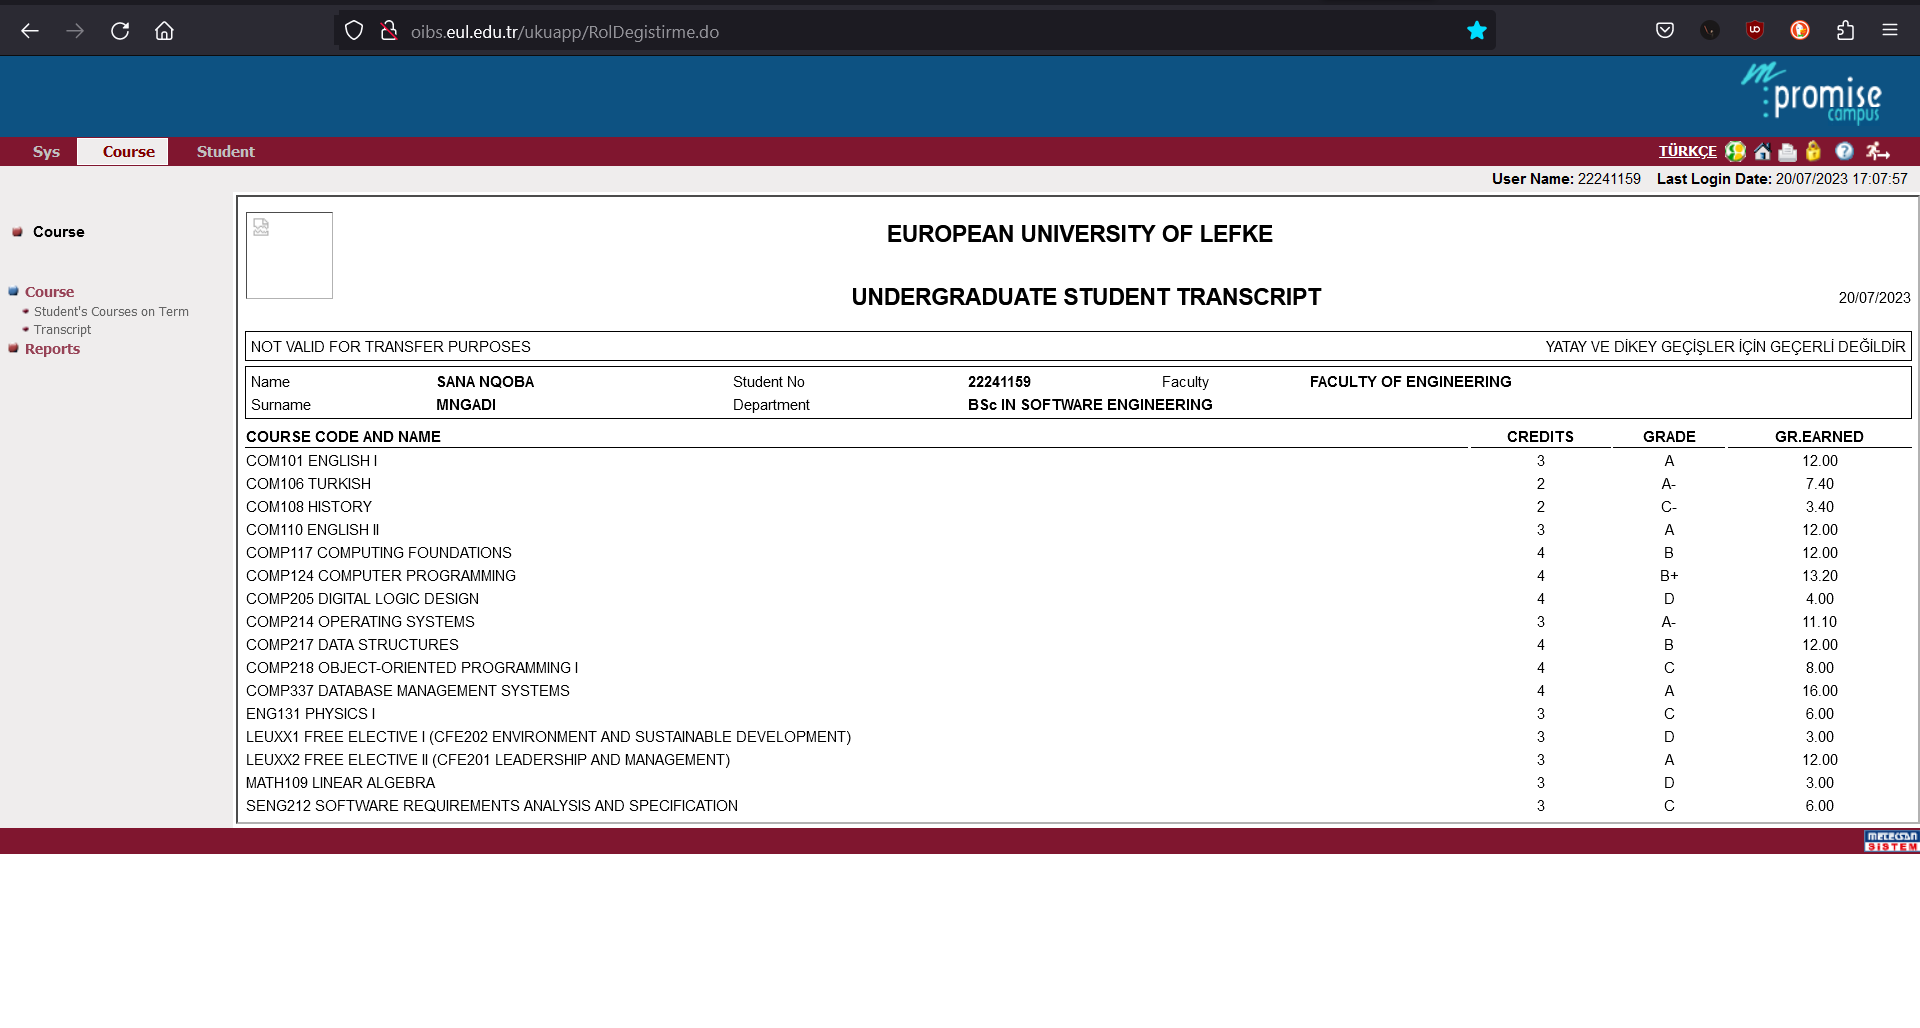 oibs.eul.edu.tr/ukuapp/RolDegistirme.do
promise
campus
Sys Course Student TÜRKÇE
User Name: 22241159 Last Login Date: 20/07/2023 17:07:57
Course
Course
Student's Courses on Term
Transcript
Reports
EUROPEAN UNIVERSITY OF LEFKE
UNDERGRADUATE STUDENT TRANSCRIPT 20/07/2023
NOT VALID FOR TRANSFER PURPOSES YATAY VE DİKEY GEÇİŞLER İÇİN GEÇERLİ DEĞİLDİR
Name SANA NQOBA Student No 22241159 Faculty FACULTY OF ENGINEERING
Surname MNGADI Department BSc IN SOFTWARE ENGINEERING
COURSE CODE AND NAME CREDITS GRADE GR.EARNED
COM101 ENGLISH I 3 A 12.00
COM106 TURKISH 2 A- 7.40
COM108 HISTORY 2 C- 3.40
COM110 ENGLISH II 3 A 12.00
COMP117 COMPUTING FOUNDATIONS 4 B 12.00
COMP124 COMPUTER PROGRAMMING 4 B+ 13.20
COMP205 DIGITAL LOGIC DESIGN 4 D 4.00
COMP214 OPERATING SYSTEMS 3 A- 11.10
COMP217 DATA STRUCTURES 4 B 12.00
COMP218 OBJECT-ORIENTED PROGRAMMING I 4 C 8.00
COMP337 DATABASE MANAGEMENT SYSTEMS 4 A 16.00
ENG131 PHYSICS I 3 C 6.00
LEUXX1 FREE ELECTIVE I (CFE202 ENVIRONMENT AND SUSTAINABLE DEVELOPMENT) 3 D 3.00
LEUXX2 FREE ELECTIVE II (CFE201 LEADERSHIP AND MANAGEMENT) 3 A 12.00
MATH109 LINEAR ALGEBRA 3 D 3.00
SENG212 SOFTWARE REQUIREMENTS ANALYSIS AND SPECIFICATION 3 C 6.00
METEKSAN
SİSTEM